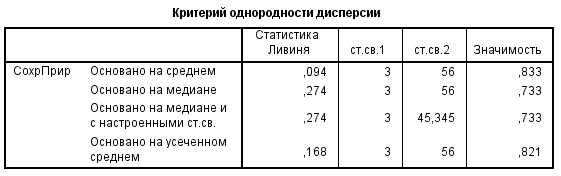 Критерий однородности дисперсии
Статистика Ливиня ст.св.1 ст.св.2 Значимость
СохрПрир Основано на среднем ,094 3 56 ,833
Основано на медиане ,274 3 56 ,733
Основано на медиане и с настроенными ст.св. ,274 3 45,345 ,733
Основано на усеченном среднем ,168 3 56 ,821